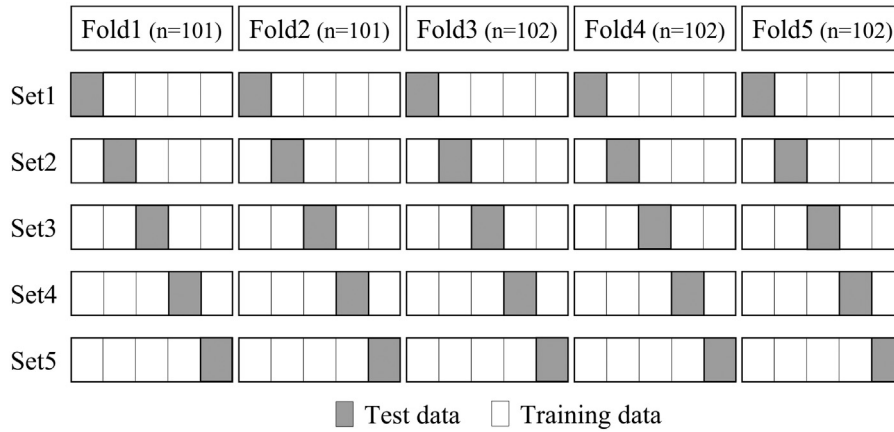 Fold1 (n=101) Fold2 (n=101) Fold3 (n=102) Fold4 (n=102) Fold5 (n=102)
Set1
Set2
Set3
Set4
Set5
Test data Training data